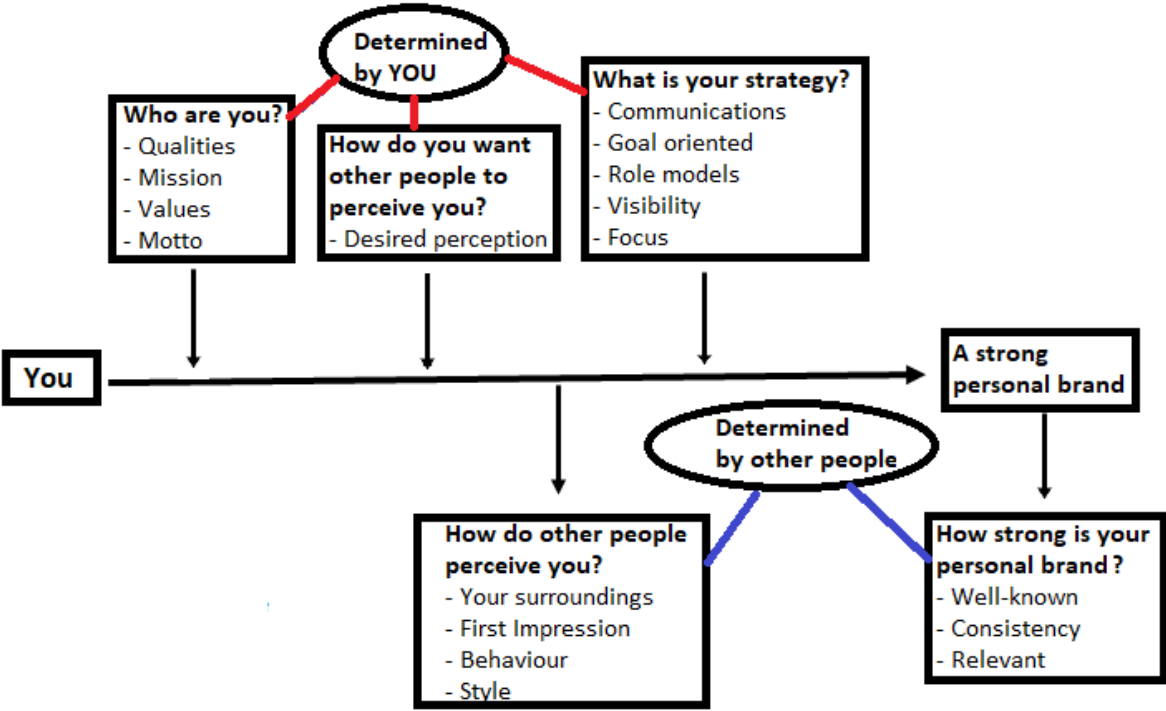 Determined
by YOU
Who are you?
- Qualities
- Mission
- Values
- Motto
How do you want
other people to
perceive you?
- Desired perception
What is your strategy?
- Communications
- Goal oriented
- Role models
- Visibility
- Focus
You
A strong
personal brand
Determined
by other people
How do other people
perceive you?
- Your surroundings
- First Impression
- Behaviour
- Style
How strong is your
personal brand?
- Well-known
- Consistency
- Relevant